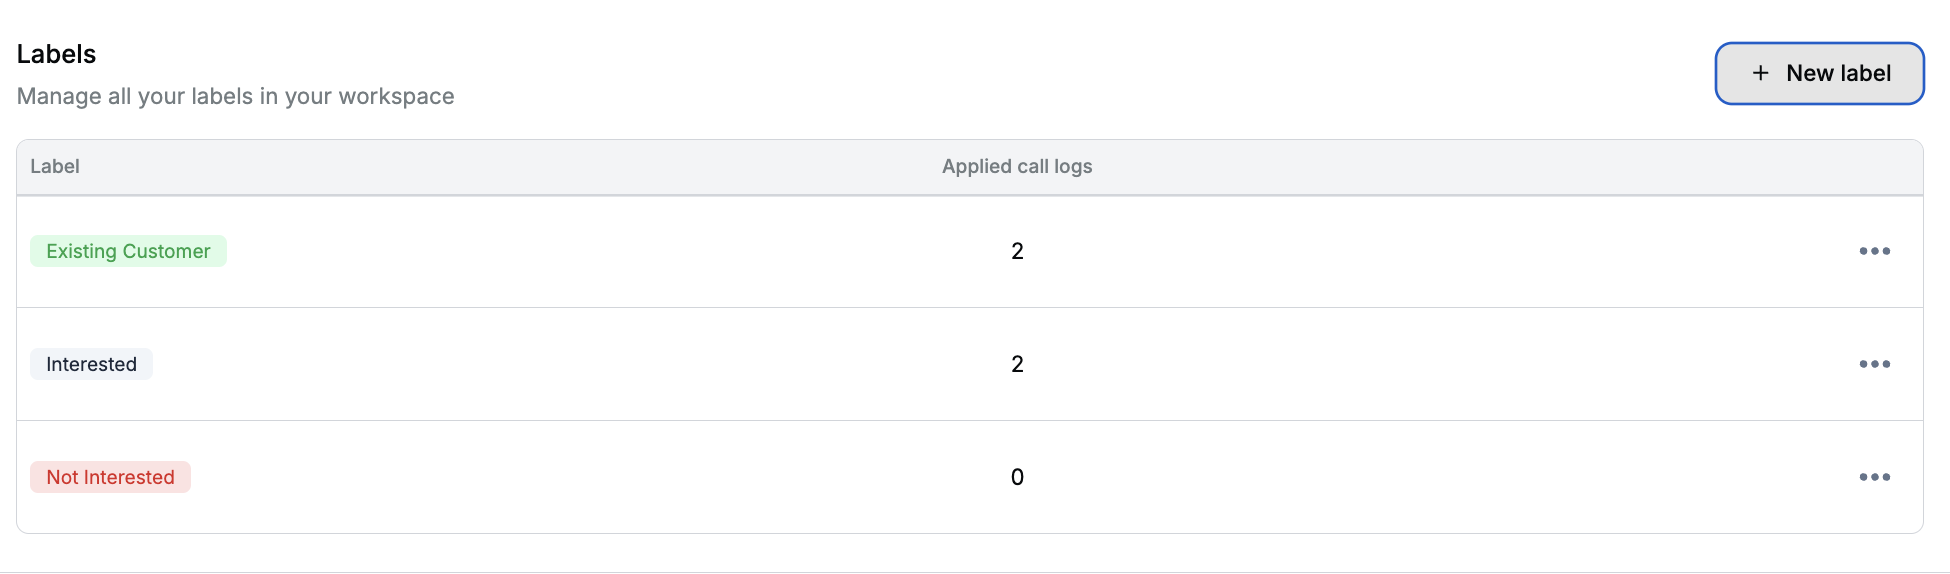 Labels
Manage all your labels in your workspace
+ New label
Label Applied call logs
Existing Customer 2
Interested 2
Not Interested 0